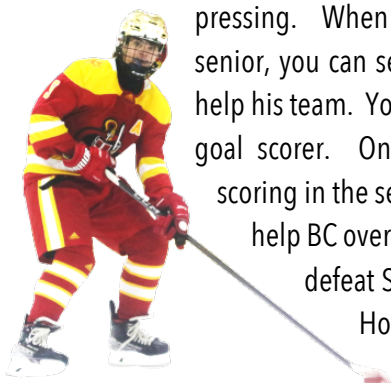 pressing. When
senior, you can se
help his team. Yo
goal scorer. On
scoring in the se
help BC over
defeat S
Ho
A